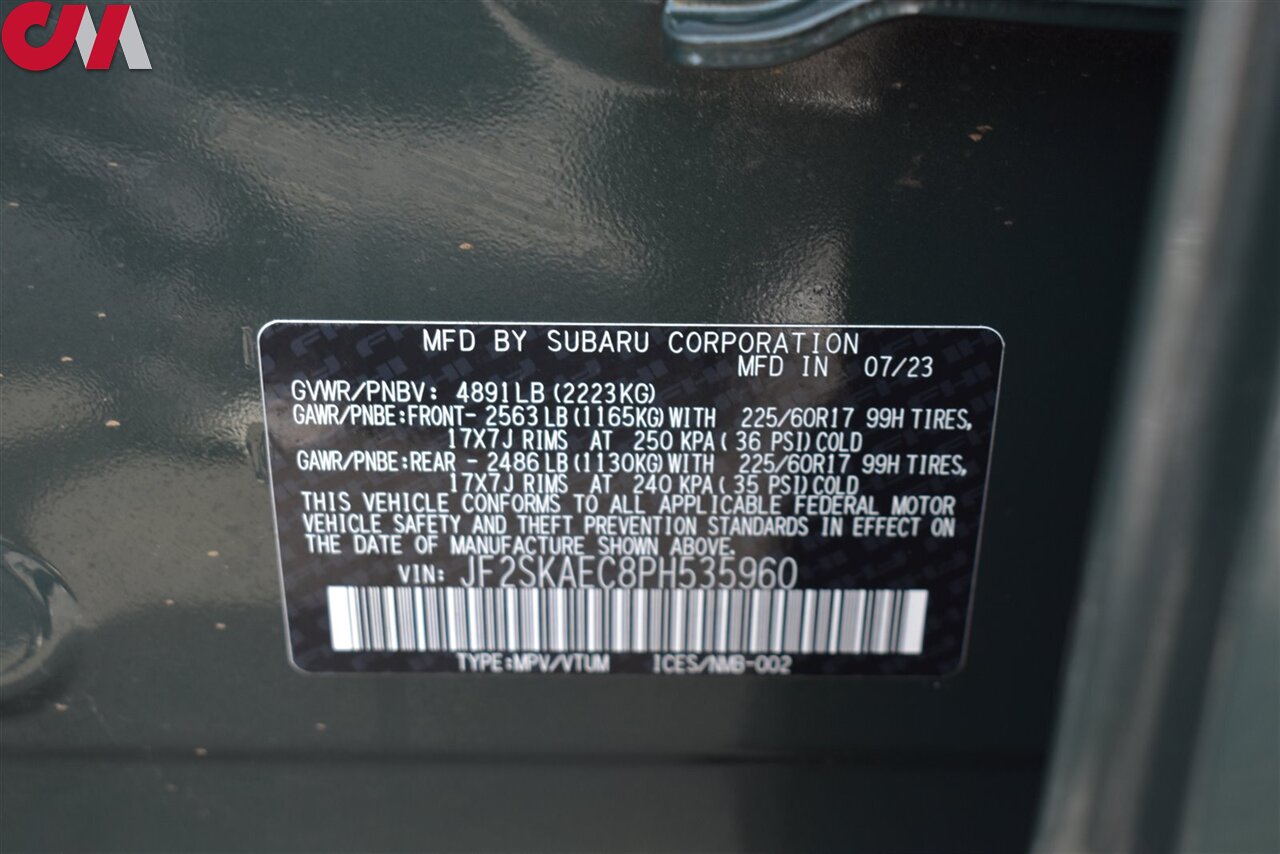 CM
MFD BY SUBARU CORPORATION
MFD IN 07/23
GVWR/PNBV: 4891LB (2223KG)
GAWR/PNBE:FRONT- 2563LB (1165KG) WITH 225/60R17 99H TIRES,
17X7J RIMS AT 250 KPA ( 36 PSI) COLD
GAWR/PNBE:REAR - 2486LB (1130KG) WITH 225/60R17 99H TIRES,
17X7J RIMS AT 240 KPA ( 35 PSI) COLD
THIS VEHICLE CONFORMS TO ALL APPLICABLE FEDERAL MOTOR
VEHICLE SAFETY AND THEFT PREVENTION STANDARDS IN EFFECT ON
THE DATE OF MANUFACTURE SHOWN ABOVE.
VIN: JF2SKAEC8PH535960
TYPE:MPV/VTUM ICES/NMB-002